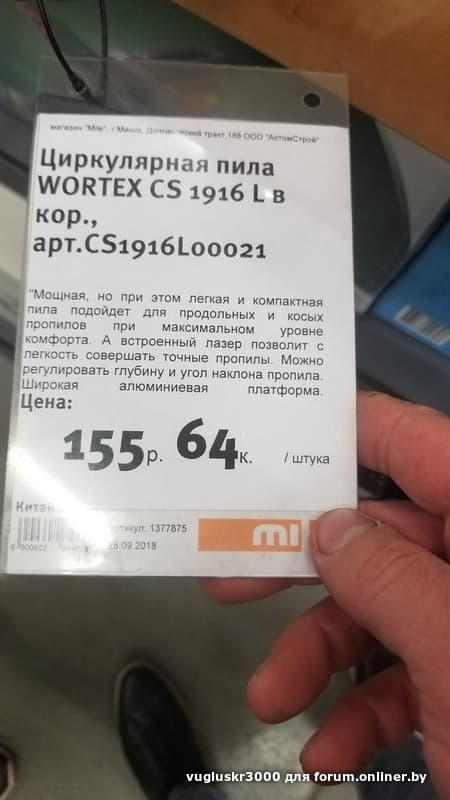 магазин "Mile", г.Минск, Долгиновский тракт,188 ООО "АстомСтрой"
Циркулярная пила
WORTEX CS 1916 L в
кор.,
арт.CS1916L00021
"Мощная, но при этом легкая и компактная
пила подойдет для продольных и косых
пропилов при максимальном уровне
комфорта. А встроенный лазер позволит с
легкость совершать точные пропилы. Можно
регулировать глубину и угол наклона пропила.
Широкая алюминиевая платформа.
Цена:
155р. 64к. / штука
Китай
артикул: 1377875
28.09.2018
mi
vugluskr3000 для forum.onliner.by